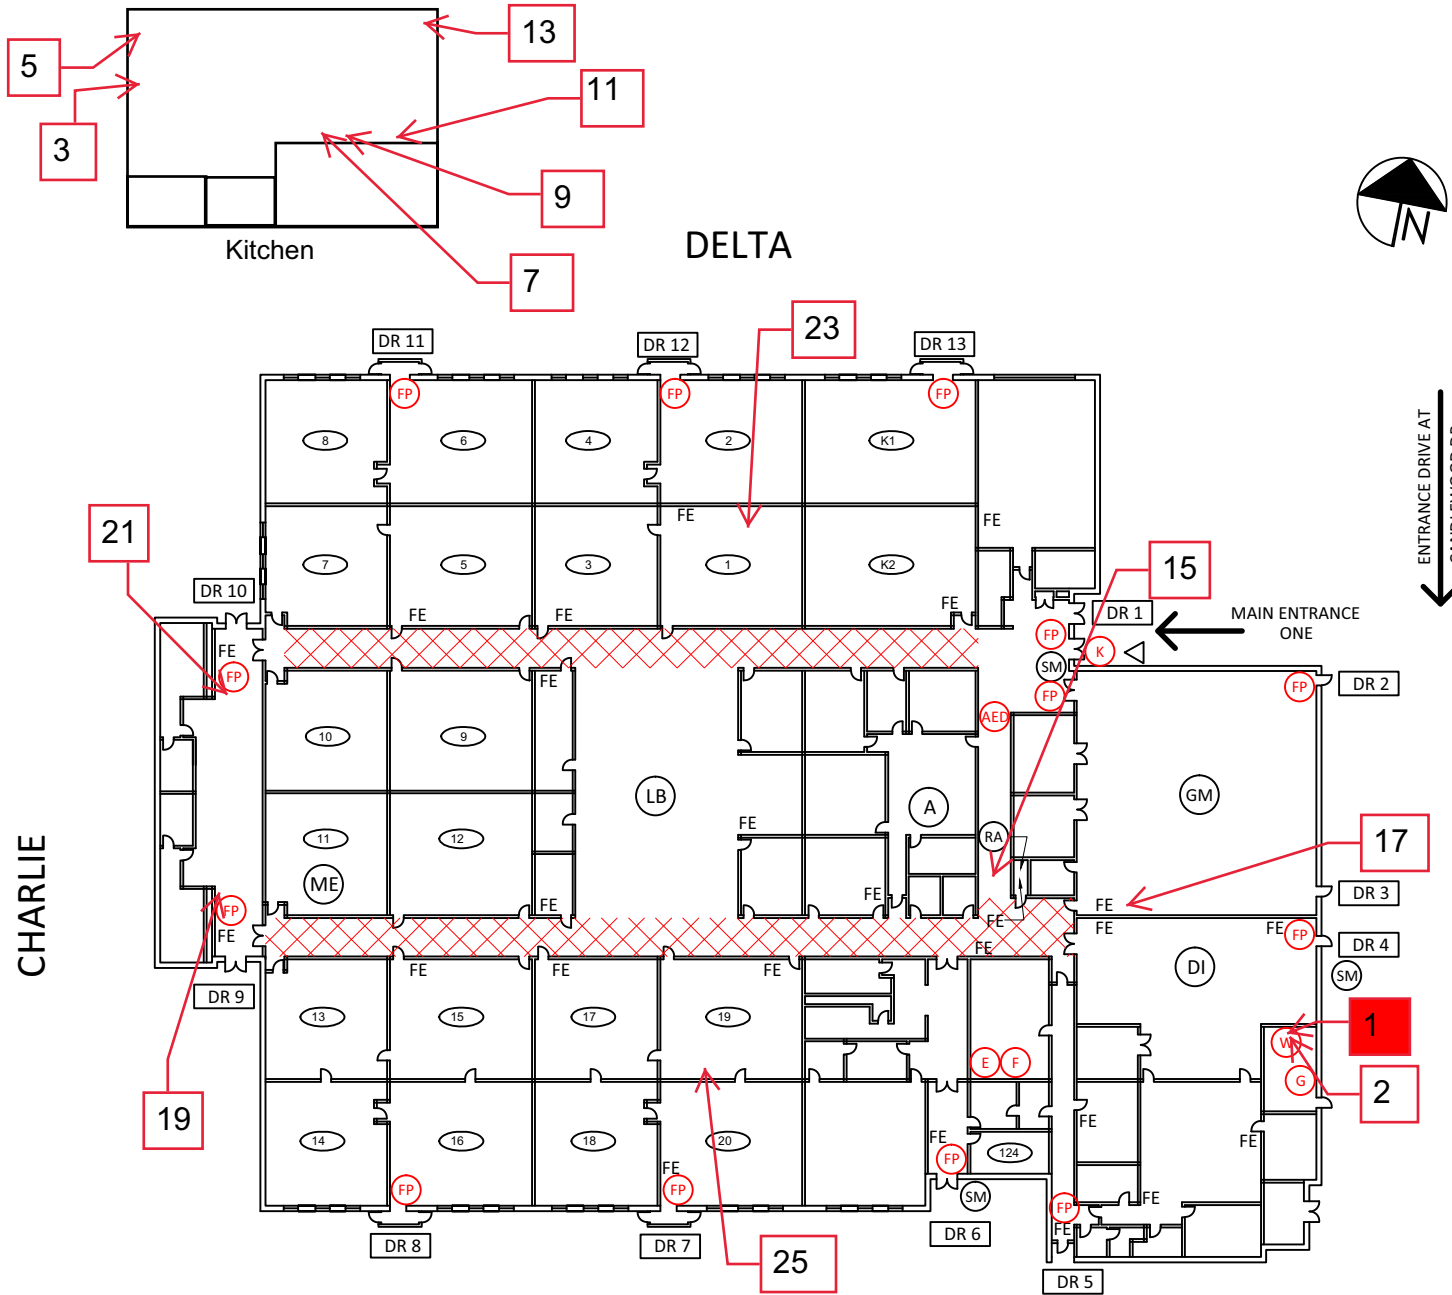 13
5
11
3
9
Kitchen
DELTA
7
N
23
DR 11
DR 12
DR 13
FP
FP
FP
ENTRANCE DRIVE AT
8
6
4
2
K1
21
FE
FE
15
7
5
3
1
K2
DR 10
FE
FE
FE
DR 1
MAIN ENTRANCE
ONE
FP
K
FE
SM
FP
FE
FP
FP
DR 2
AED
10
9
LB
A
GM
CHARLIE
FE
RA
17
11
12
ME
FE
FE
DR 3
FP
FE
FE
FE
FE
FE
FP
DR 4
FE
FE
FE
FE
FE
DI
SM
DR 9
13
15
17
19
1
W
E
F
G
2
19
14
16
18
20
FE
FE
FE
124
FE
FP
FP
FP
SM
FE
FP
FE
DR 8
DR 7
DR 6
25
DR 5